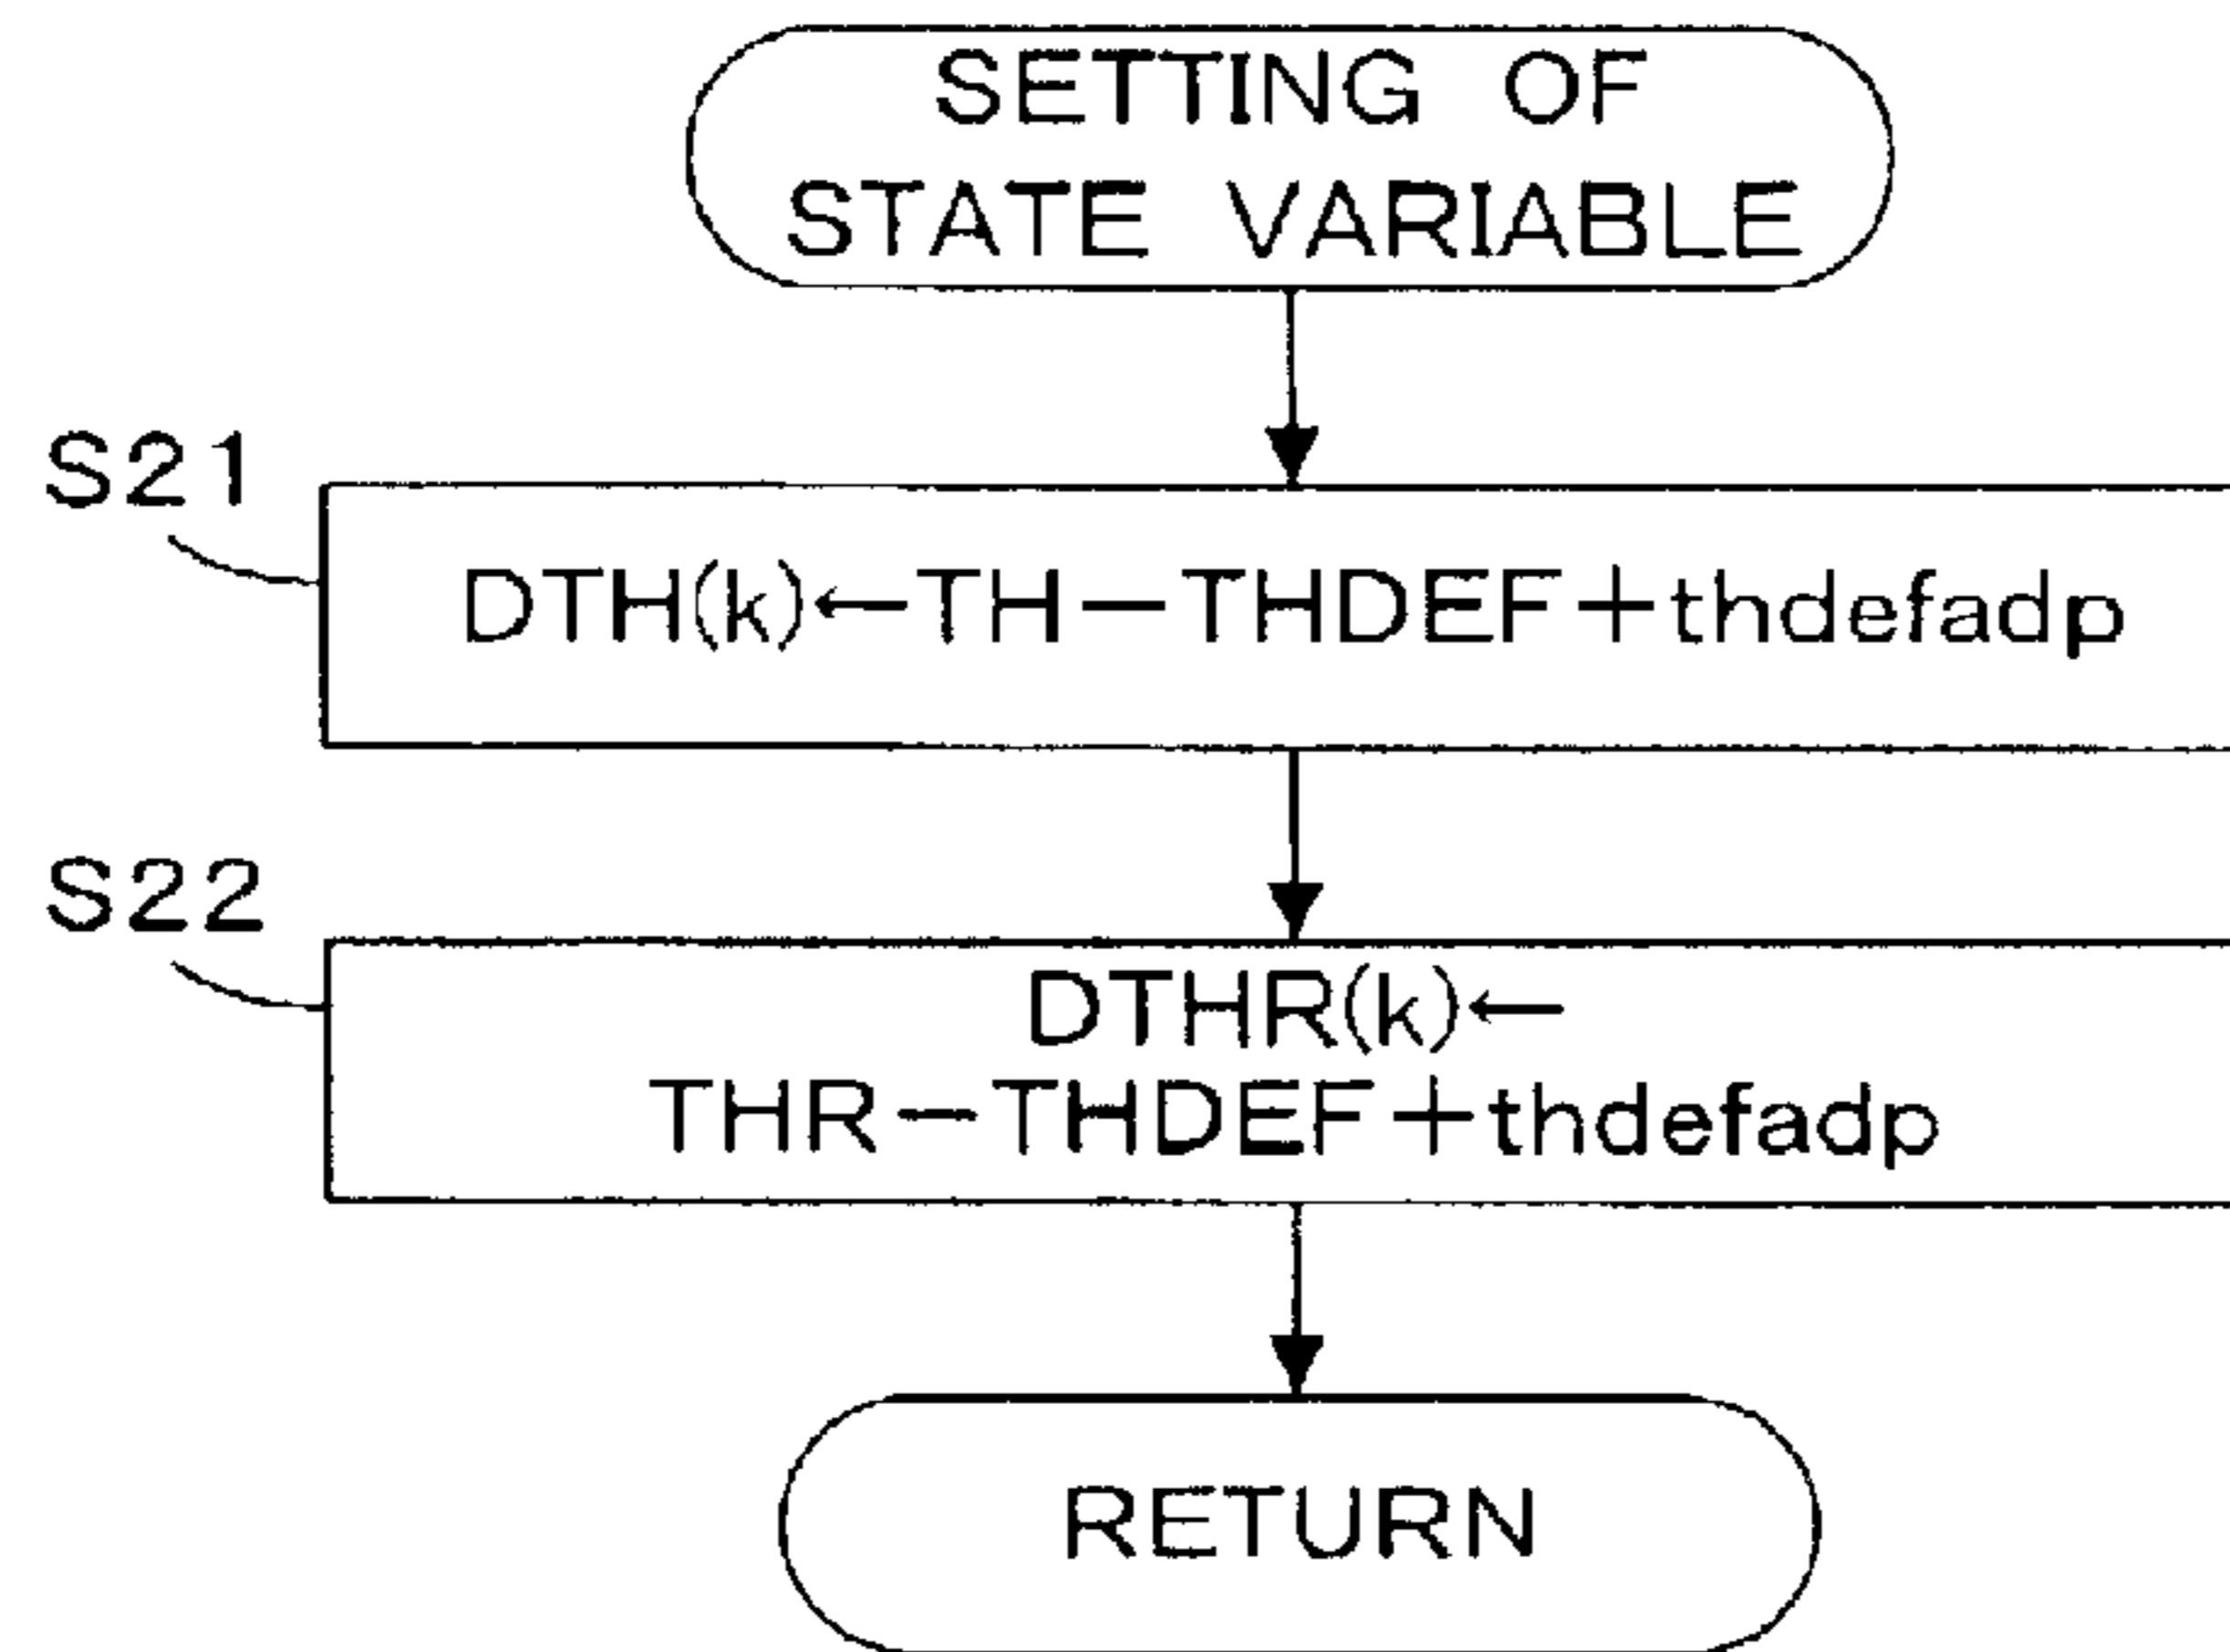 SETTING OF
STATE VARIABLE
S21
DTH(k)←TH−THDEF+thdefadp
S22
DTHR(k)←
THR−THDEF+thdefadp
RETURN